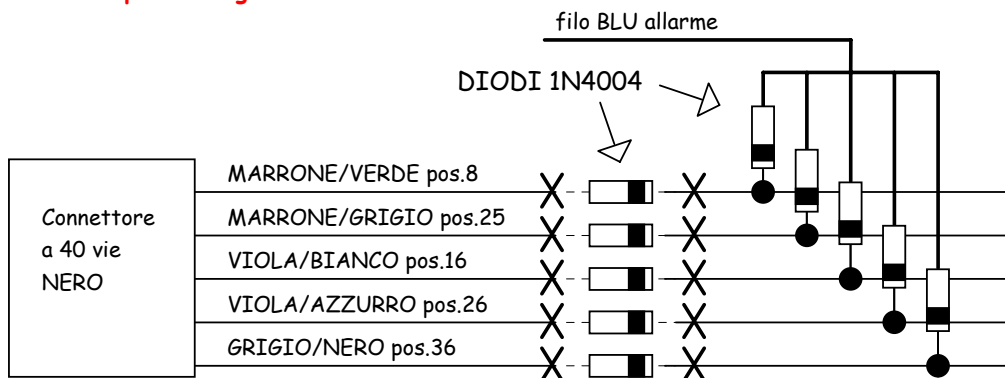 filo BLU allarme
DIODI 1N4004
MARRONE/VERDE pos.8
MARRONE/GRIGIO pos.25
VIOLA/BIANCO pos.16
VIOLA/AZZURRO pos.26
GRIGIO/NERO pos.36
Connettore
a 40 vie
NERO